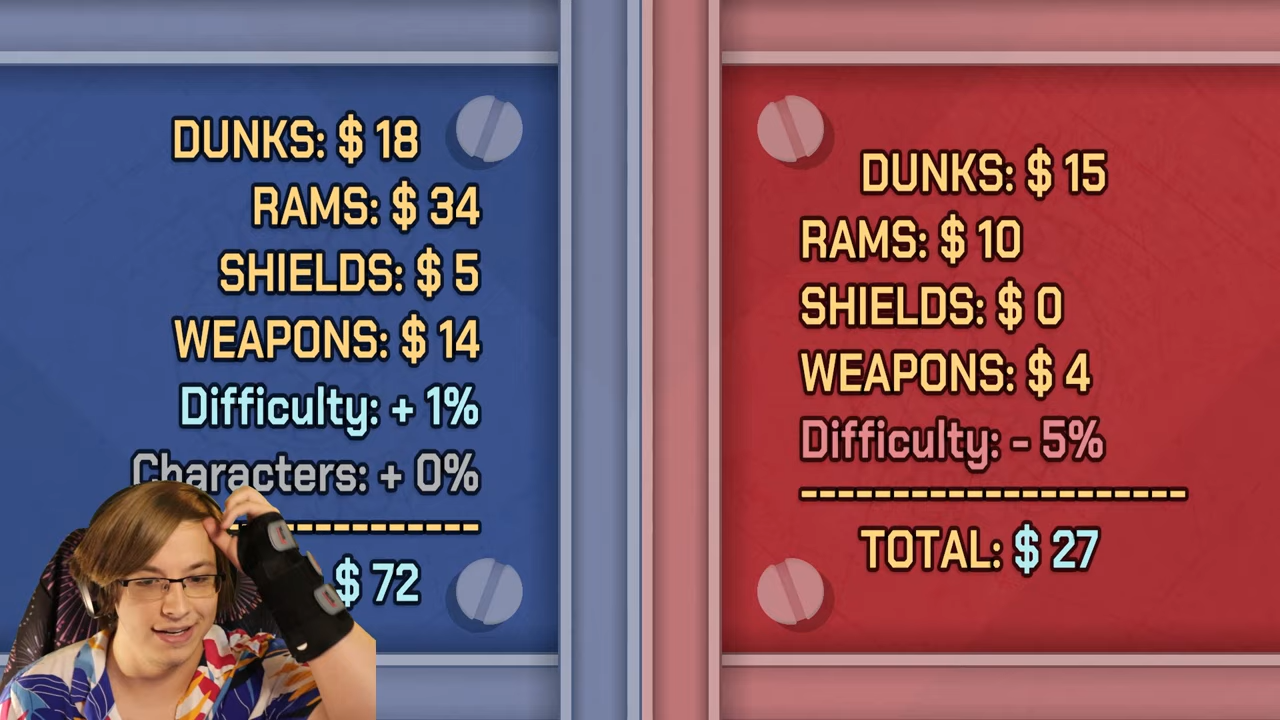 DUNKS: $ 18
RAMS: $ 34
SHIELDS: $ 5
WEAPONS: $ 14
Difficulty: + 1%
Characters: + 0%
--------------
$ 72
DUNKS: $ 15
RAMS: $ 10
SHIELDS: $ 0
WEAPONS: $ 4
Difficulty: - 5%
---------------------
TOTAL: $ 27